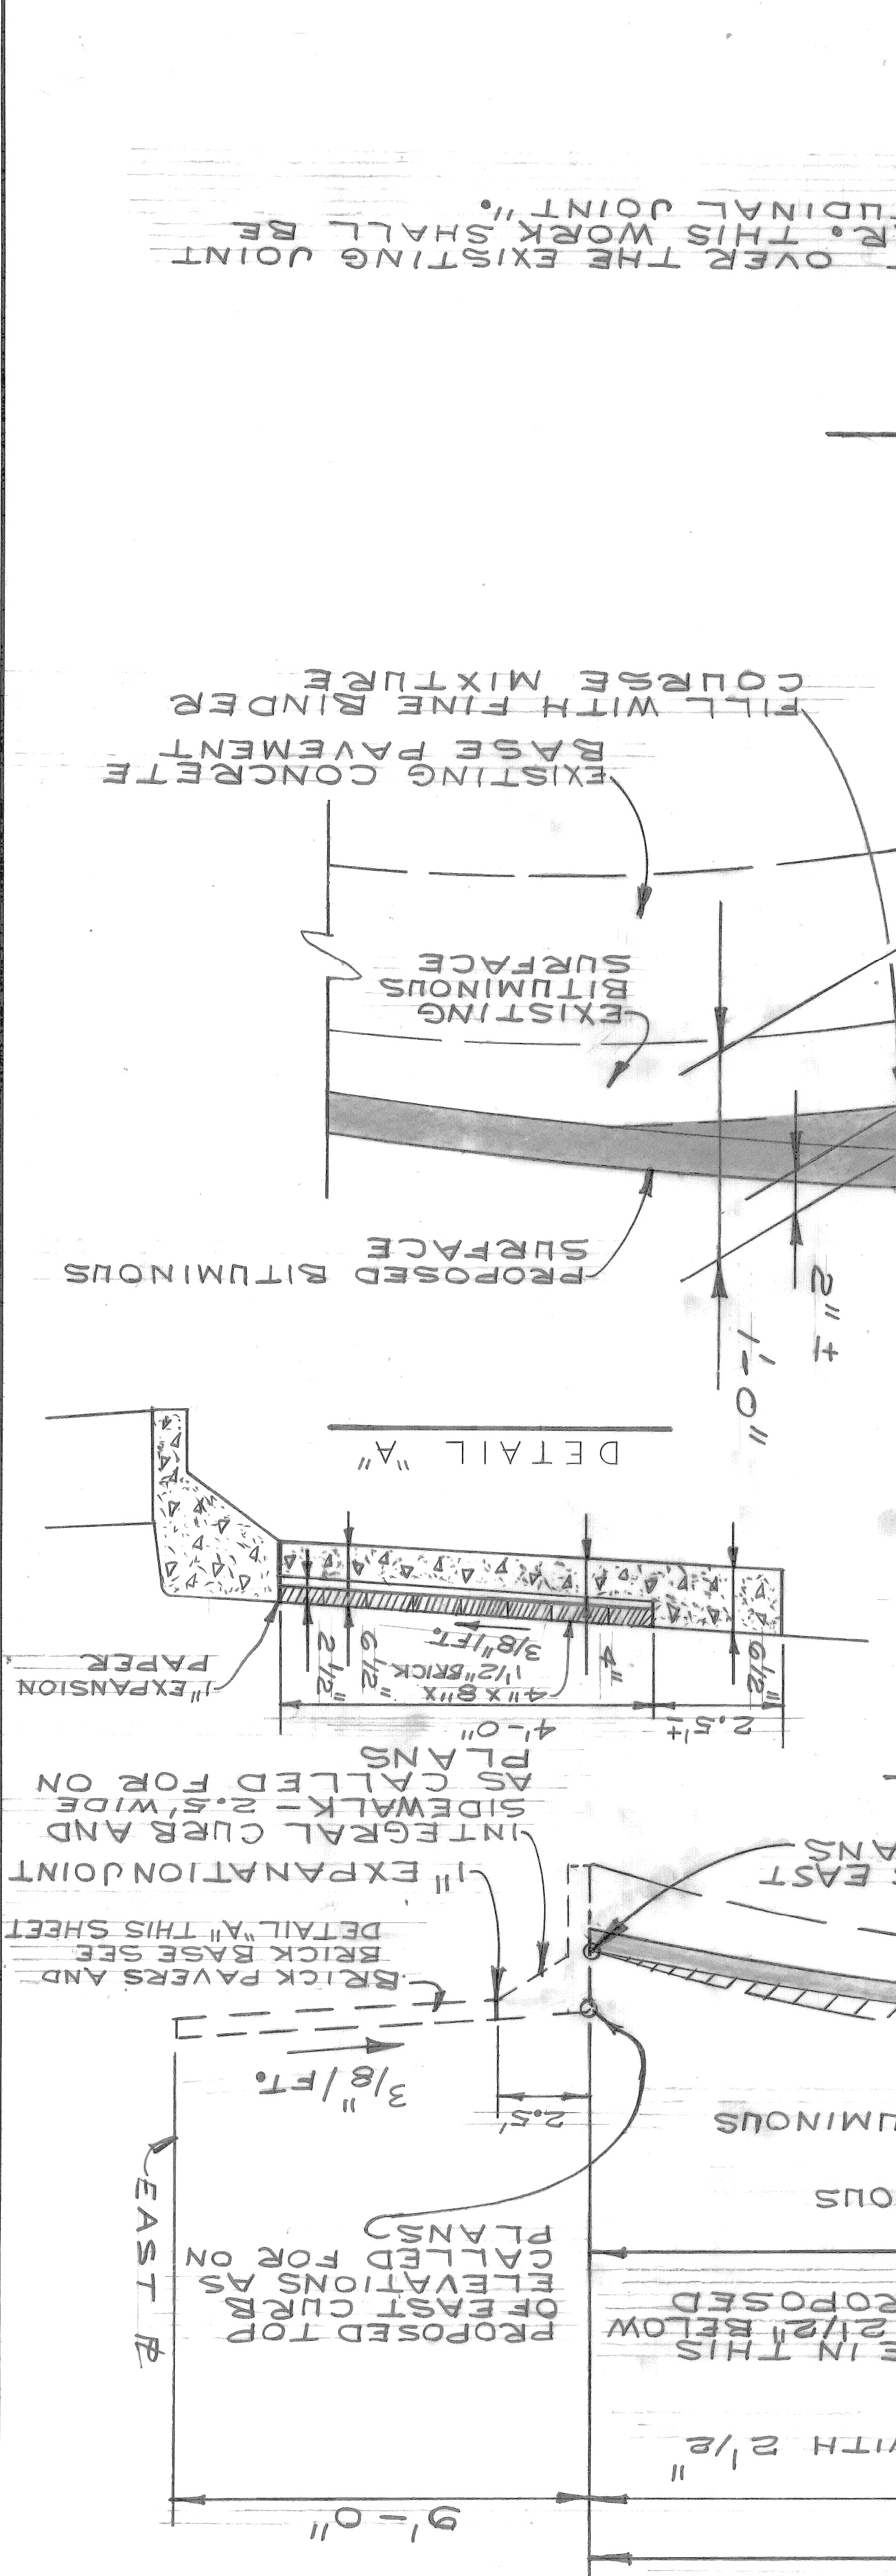 9'-0"
ITH 2 1/2"
E IN THIS
2 1/2" BELOW
ROPOSED
PROPOSED TOP
OF EAST CURB
ELEVATIONS AS
CALLED FOR ON
PLANS
EAST ⅊
OUS
UMINOUS
2.5'
3/8"/FT.
BRICK PAVERS AND
BRICK BASE SEE
DETAIL "A" THIS SHEET
EAST
ANS
1" EXPANATION JOINT
INTEGRAL CURB AND
SIDEWALK – 2.5' WIDE
AS CALLED FOR ON
PLANS
2.5'±
4'-0"
6 1/2"
4"
4" x 8" x
1 1/2" BRICK
3/8"/FT.
6 1/2"
2 1/2"
1" EXPANSION
PAPER
DETAIL "A"
1'-0"
2" ±
PROPOSED BITUMINOUS
SURFACE
EXISTING
BITUMINOUS
SURFACE
EXISTING CONCRETE
BASE PAVEMENT
FILL WITH FINE BINDER
COURSE MIXTURE
T OVER THE EXISTING JOINT
R. THIS WORK SHALL BE
UDINAL JOINT".